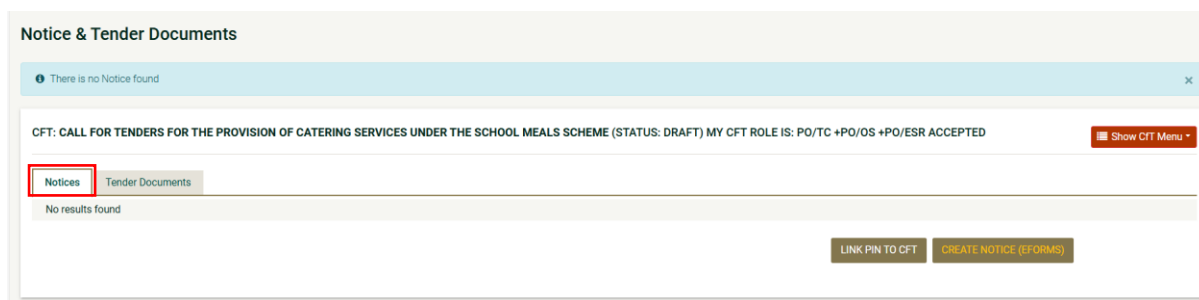 Notice & Tender Documents
There is no Notice found
×
CFT: CALL FOR TENDERS FOR THE PROVISION OF CATERING SERVICES UNDER THE SCHOOL MEALS SCHEME (STATUS: DRAFT) MY CFT ROLE IS: PO/TC +PO/OS +PO/ESR ACCEPTED
Show CfT Menu
Notices Tender Documents
No results found
LINK PIN TO CFT CREATE NOTICE (EFORMS)